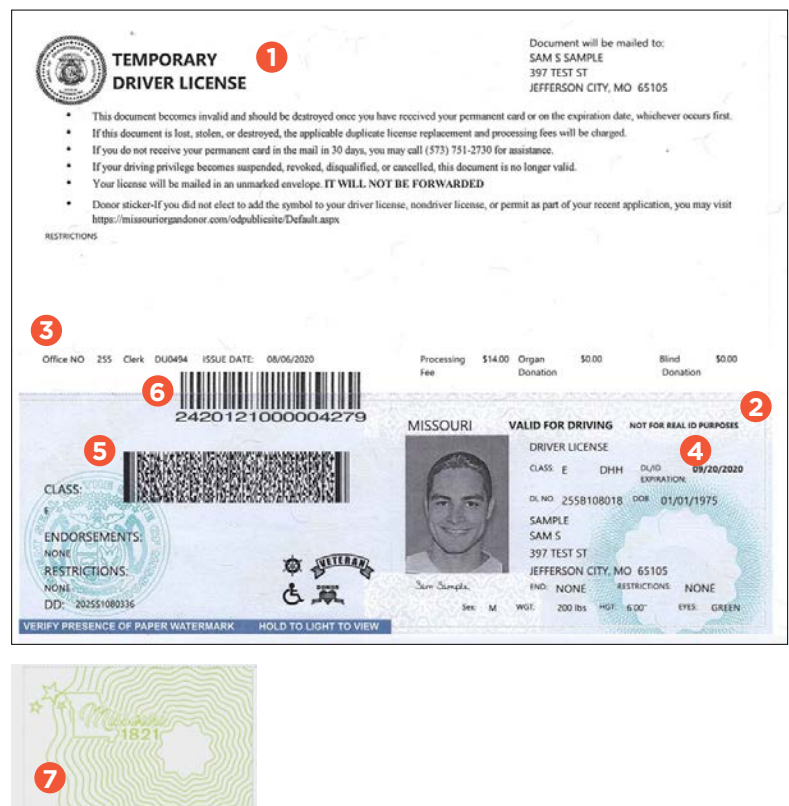 TEMPORARY
DRIVER LICENSE
1
Document will be mailed to:
SAM S SAMPLE
397 TEST ST
JEFFERSON CITY, MO 65105
• This document becomes invalid and should be destroyed once you have received your permanent card or on the expiration date, whichever occurs first.
• If this document is lost, stolen, or destroyed, the applicable duplicate license replacement and processing fees will be charged.
• If you do not receive your permanent card in the mail in 30 days, you may call (573) 751-2730 for assistance.
• If your driving privilege becomes suspended, revoked, disqualified, or cancelled, this document is no longer valid.
• Your license will be mailed in an unmarked envelope. IT WILL NOT BE FORWARDED
• Donor sticker-If you did not elect to add the symbol to your driver license, nondriver license, or permit as part of your recent application, you may visit
https://missouriorgandonor.com/odpublicsite/Default.aspx
RESTRICTIONS
3
Office NO 255 Clerk DU0494 ISSUE DATE: 08/06/2020 Processing $14.00 Organ $0.00 Blind $0.00
Fee Donation Donation
6
2420121000004279
2
MISSOURI VALID FOR DRIVING NOT FOR REAL ID PURPOSES
DRIVER LICENSE
4
CLASS: E DHH DL/ID 09/20/2020
EXPIRATION:
DL NO. 255B108018 DOB 01/01/1975
SAMPLE
SAM S
397 TEST ST
JEFFERSON CITY, MO 65105
END: NONE RESTRICTIONS: NONE
Sam Sample
Sex: M WGT: 200 lbs HGT: 6'00" EYES: GREEN
5
CLASS:
E
ENDORSEMENTS:
NONE
RESTRICTIONS:
NONE
DD: 202551080336
VETERAN
DONOR
VERIFY PRESENCE OF PAPER WATERMARK HOLD TO LIGHT TO VIEW
Missouri
1821
7